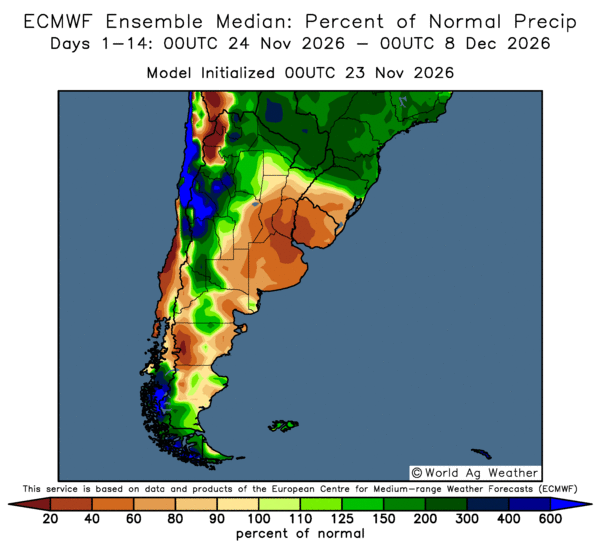 ECMWF Ensemble Median: Percent of Normal Precip
Days 1–14: 00UTC 24 Nov 2026 – 00UTC 8 Dec 2026
Model Initialized 00UTC 23 Nov 2026
©World Ag Weather
This service is based on data and products of the European Centre for Medium-range Weather Forecasts (ECMWF)
20 40 60 80 90 100 110 125 150 200 300 400 600
percent of normal